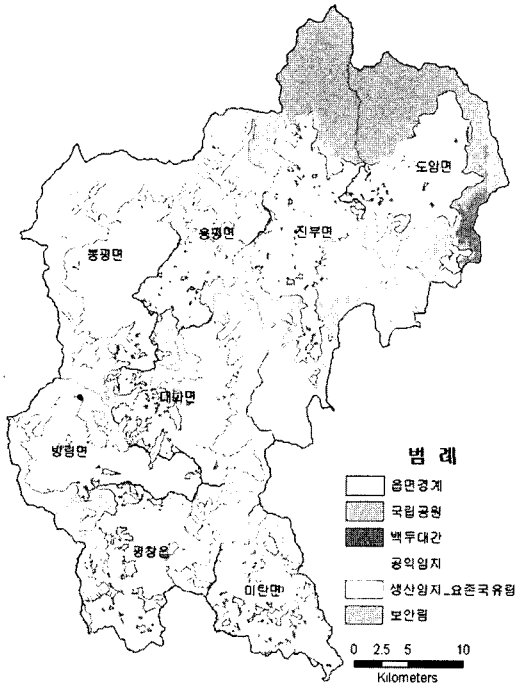 도암면
용평면
진부면
봉평면
대화면
방림면
평창읍
미탄면
범 례
읍면경계
국립공원
백두대간
공익임지
생산임지_요존국유림
보안림
0 2.5 5 10
Kilometers